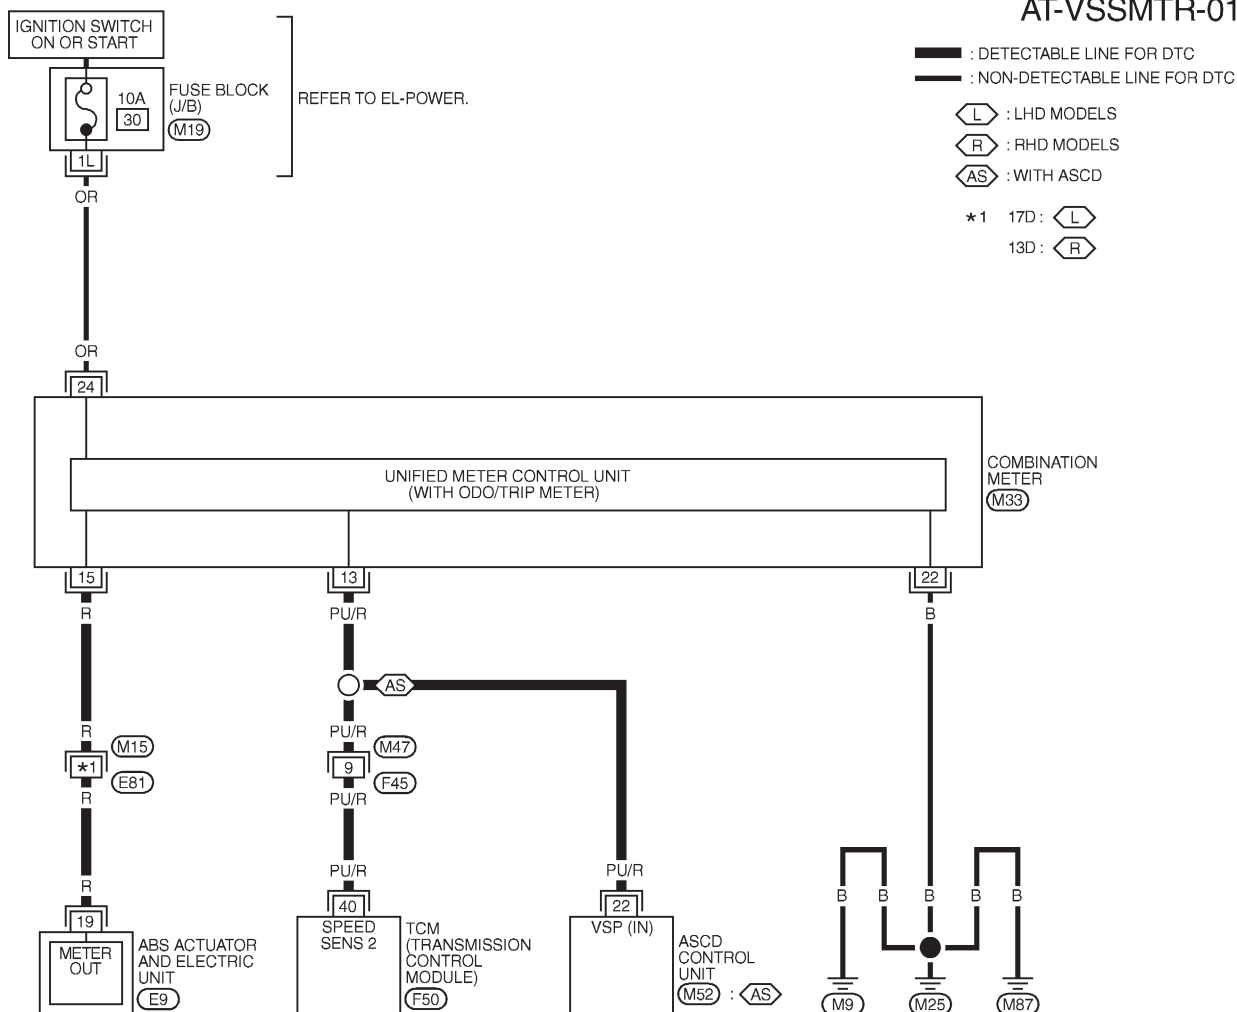 AT-VSSMTR-01
IGNITION SWITCH
ON OR START
FUSE BLOCK
(J/B)
M19
10A
30
REFER TO EL-POWER.
1L
OR
OR
24
: DETECTABLE LINE FOR DTC
: NON-DETECTABLE LINE FOR DTC
L : LHD MODELS
R : RHD MODELS
AS : WITH ASCD
*1 17D : L
13D : R
UNIFIED METER CONTROL UNIT
(WITH ODO/TRIP METER)
COMBINATION
METER
M33
15 13 22
R PU/R B
AS
R PU/R
M15 M47
*1 9
E81 F45
R PU/R
R PU/R PU/R
B B B B B
19 40 22
METER
OUT
ABS ACTUATOR
AND ELECTRIC
UNIT
E9
SPEED
SENS 2
TCM
(TRANSMISSION
CONTROL
MODULE)
F50
VSP (IN)
ASCD
CONTROL
UNIT
M52 : AS
M9 M25 M87